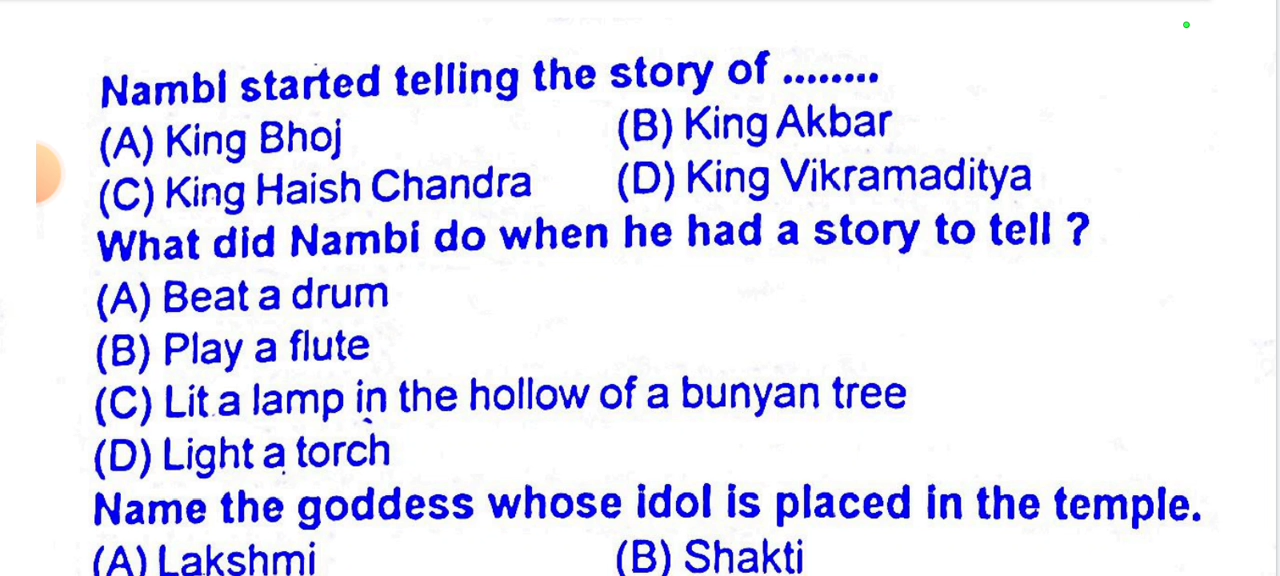 Nambi started telling the story of ........
(A) King Bhoj
(B) King Akbar
(C) King Haish Chandra
(D) King Vikramaditya
What did Nambi do when he had a story to tell ?
(A) Beat a drum
(B) Play a flute
(C) Lit a lamp in the hollow of a bunyan tree
(D) Light a torch
Name the goddess whose idol is placed in the temple.
(A) Lakshmi
(B) Shakti